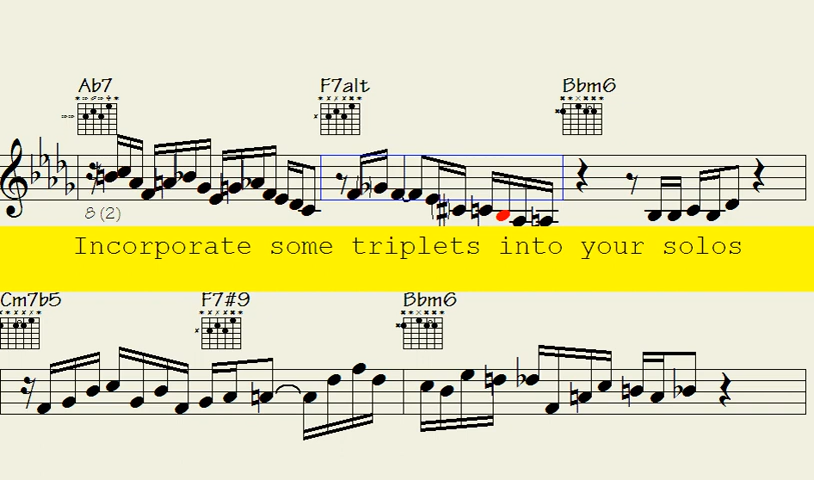 Ab7 F7alt Bbm6
8 (2)
Incorporate some triplets into your solos
Cm7b5 F7#9 Bbm6